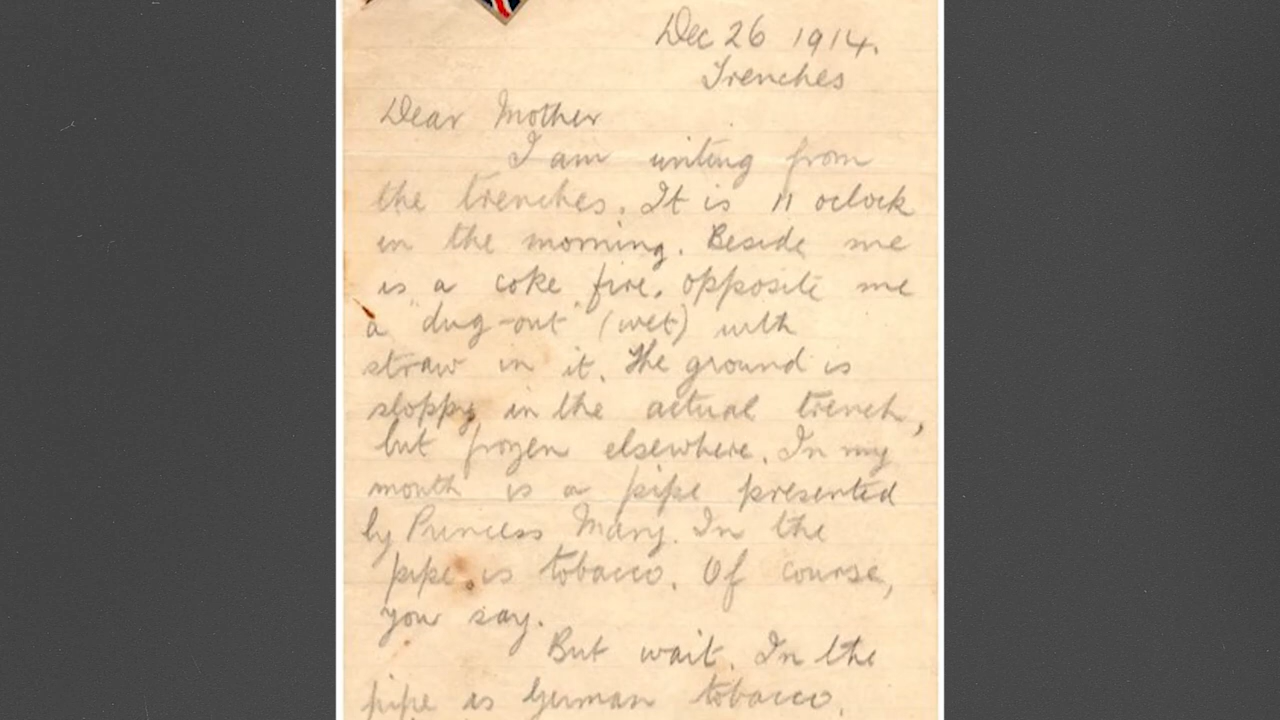 Dec 26 1914.
Trenches
Dear Mother
I am writing from
the trenches. It is 11 oclock
in the morning. Beside me
is a coke fire, opposite me
a "dug-out" (wet) with
straw in it. The ground is
sloppy in the actual trench,
but frozen elsewhere. In my
mouth is a pipe presented
by Princess Mary. In the
pipe is tobacco. Of course,
you say.
But wait. In the
pipe is German tobacco.